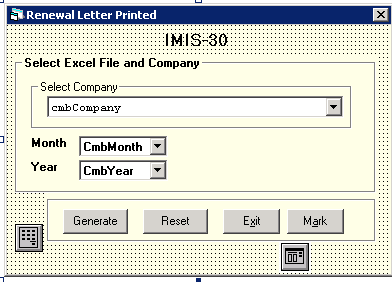 Renewal Letter Printed
IMIS-30
Select Excel File and Company
Select Company
cmbCompany
Month CmbMonth
Year CmbYear
Generate Reset Exit Mark